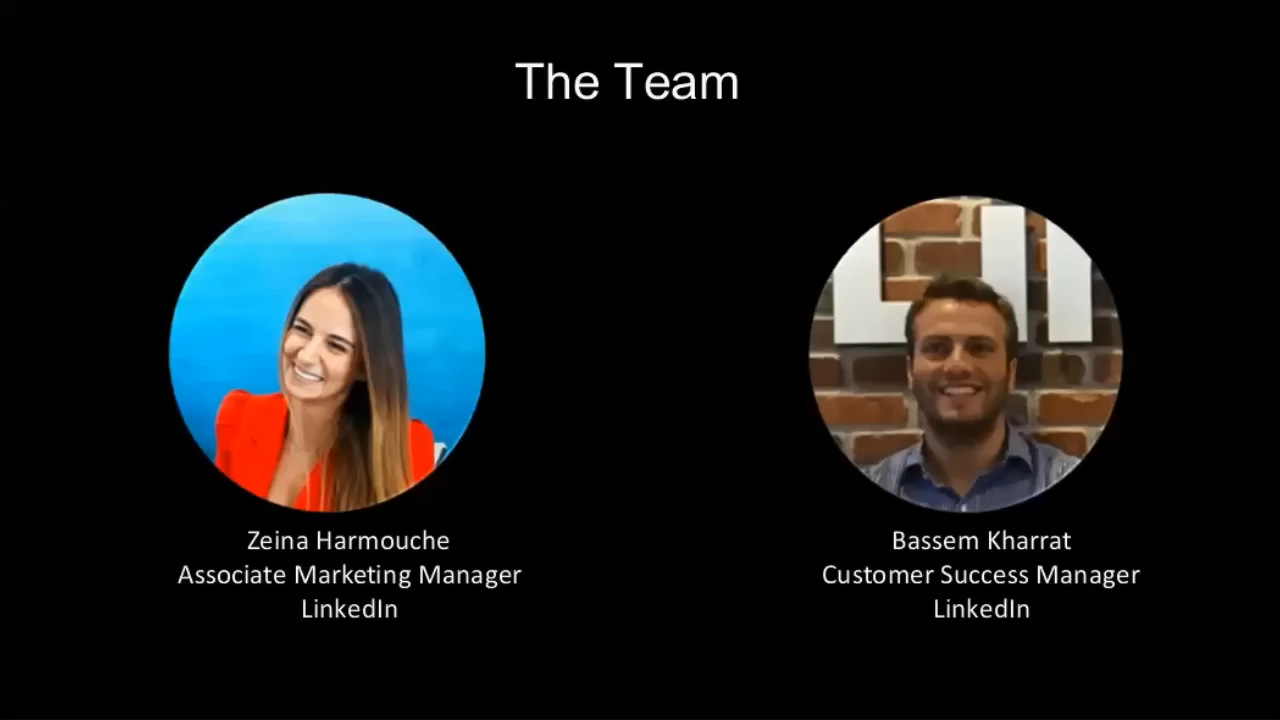 The Team
Zeina Harmouche
Associate Marketing Manager
LinkedIn
Bassem Kharrat
Customer Success Manager
LinkedIn